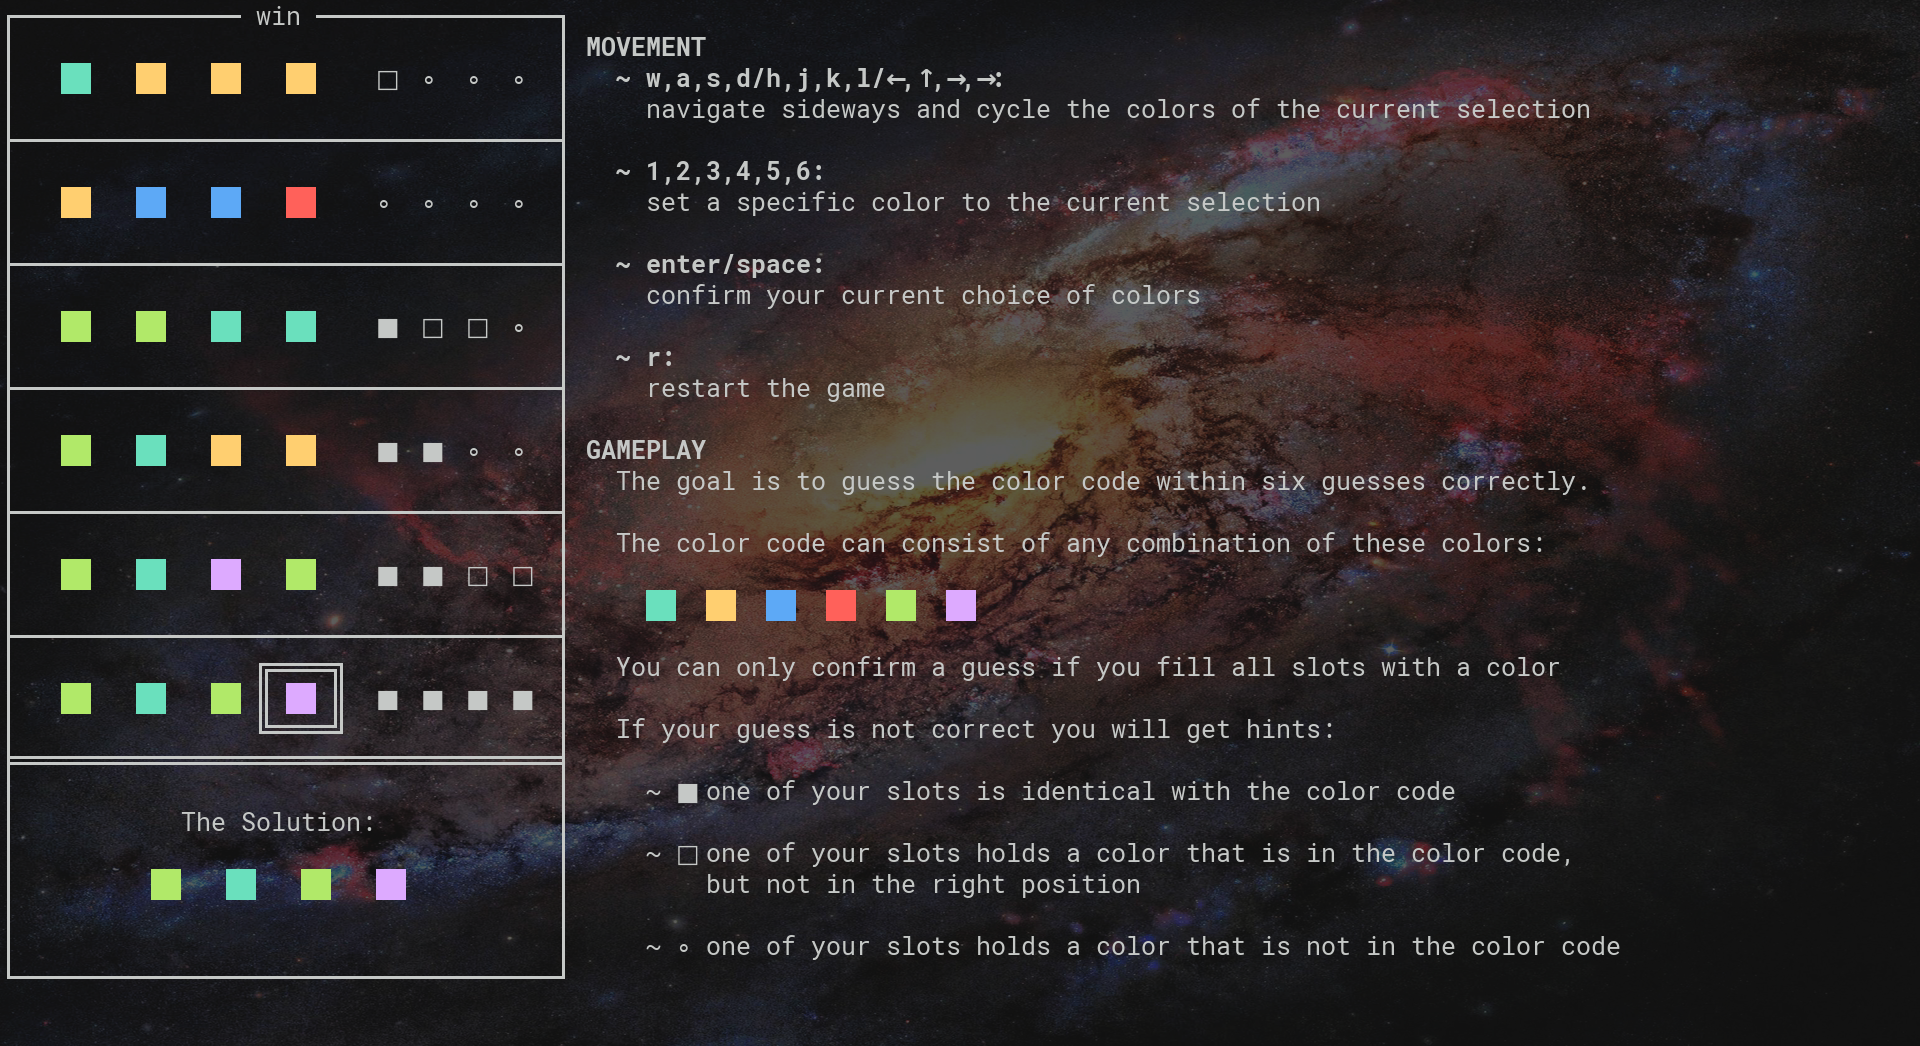 win
MOVEMENT
~ w,a,s,d/h,j,k,l/←,↑,→,→:
navigate sideways and cycle the colors of the current selection
~ 1,2,3,4,5,6:
set a specific color to the current selection
~ enter/space:
confirm your current choice of colors
~ r:
restart the game
GAMEPLAY
The goal is to guess the color code within six guesses correctly.
The color code can consist of any combination of these colors:
You can only confirm a guess if you fill all slots with a color
If your guess is not correct you will get hints:
~ ■ one of your slots is identical with the color code
~ □ one of your slots holds a color that is in the color code,
but not in the right position
~ ∘ one of your slots holds a color that is not in the color code
The Solution: